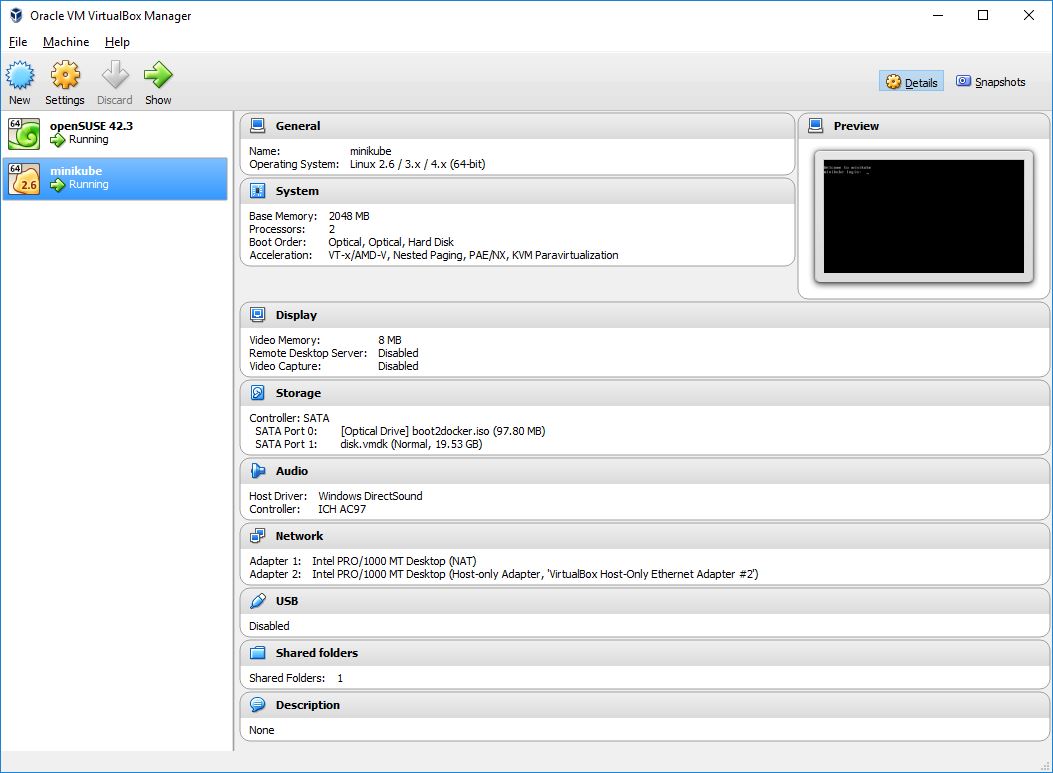 Oracle VM VirtualBox Manager
File Machine Help
New Settings Discard Show Details Snapshots
64 openSUSE 42.3
Running
64 2.6 minikube
Running
General
Name: minikube
Operating System: Linux 2.6 / 3.x / 4.x (64-bit)
System
Base Memory: 2048 MB
Processors: 2
Boot Order: Optical, Optical, Hard Disk
Acceleration: VT-x/AMD-V, Nested Paging, PAE/NX, KVM Paravirtualization
Preview
Welcome to minikube
minikube login: _
Display
Video Memory: 8 MB
Remote Desktop Server: Disabled
Video Capture: Disabled
Storage
Controller: SATA
SATA Port 0: [Optical Drive] boot2docker.iso (97.80 MB)
SATA Port 1: disk.vmdk (Normal, 19.53 GB)
Audio
Host Driver: Windows DirectSound
Controller: ICH AC97
Network
Adapter 1: Intel PRO/1000 MT Desktop (NAT)
Adapter 2: Intel PRO/1000 MT Desktop (Host-only Adapter, 'VirtualBox Host-Only Ethernet Adapter #2')
USB
Disabled
Shared folders
Shared Folders: 1
Description
None